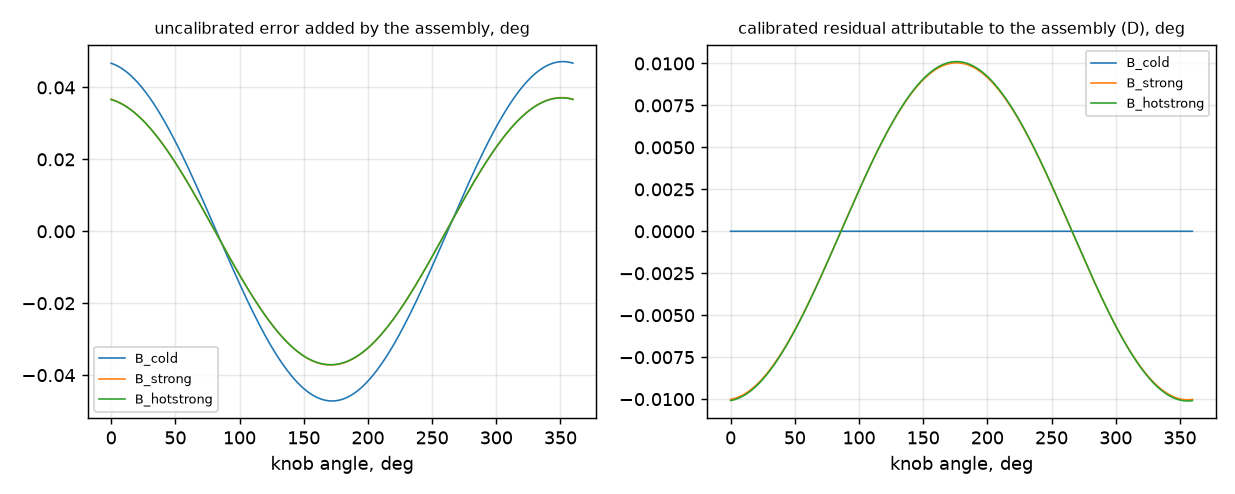 uncalibrated error added by the assembly, deg
0.04
0.02
0.00
−0.02
−0.04
B_cold
B_strong
B_hotstrong
0 50 100 150 200 250 300 350
knob angle, deg
calibrated residual attributable to the assembly (D), deg
0.0100
0.0075
0.0050
0.0025
0.0000
−0.0025
−0.0050
−0.0075
−0.0100
B_cold
B_strong
B_hotstrong
0 50 100 150 200 250 300 350
knob angle, deg